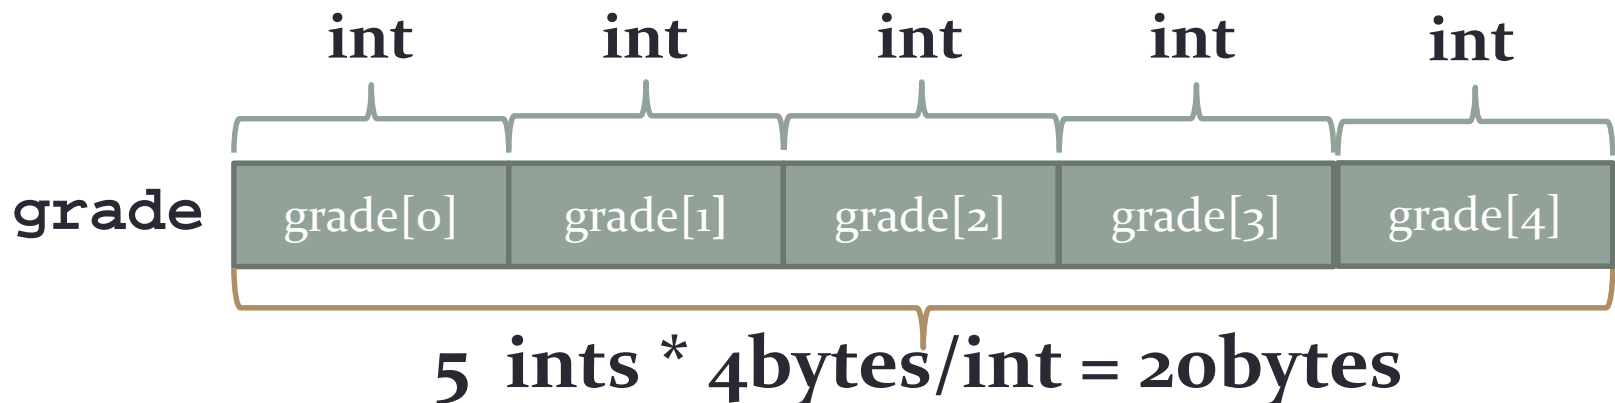 int int int int int
grade grade[0] grade[1] grade[2] grade[3] grade[4]
5 ints * 4bytes/int = 20bytes